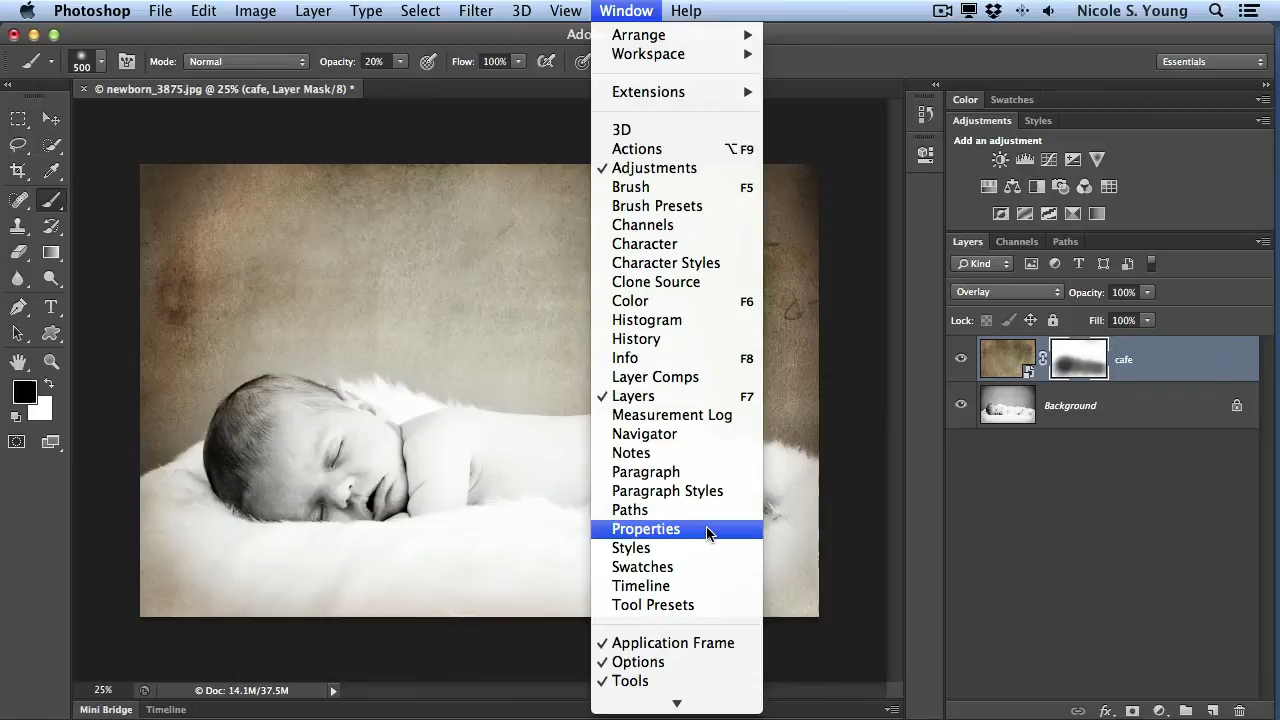 Photoshop File Edit Image Layer Type Select Filter 3D View Window Help Nicole S. Young
Ado
500 Mode: Normal Opacity: 20% Flow: 100% Essentials
× © newborn_3875.jpg @ 25% (cafe, Layer Mask/8) *
Arrange
Workspace
Extensions
3D
Actions ⌥F9
✓ Adjustments
Brush F5
Brush Presets
Channels
Character
Character Styles
Clone Source
Color F6
Histogram
History
Info F8
Layer Comps
✓ Layers F7
Measurement Log
Navigator
Notes
Paragraph
Paragraph Styles
Paths
Properties
Styles
Swatches
Timeline
Tool Presets
✓ Application Frame
✓ Options
✓ Tools
Color Swatches
Adjustments Styles
Add an adjustment
Layers Channels Paths
Kind
Overlay Opacity: 100%
Lock: Fill: 100%
cafe
Background
25% © Doc: 14.1M/37.5M
Mini Bridge Timeline